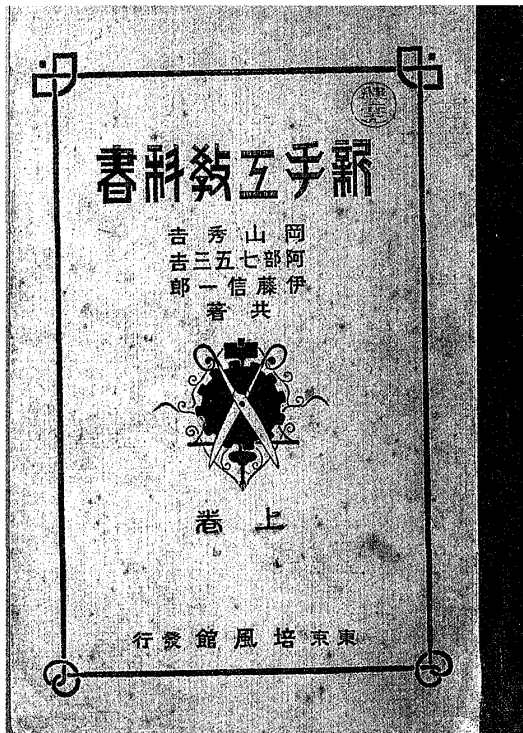 新手工教科書
岡山秀吉
阿部七五三吉
伊藤信一郎
共著
上巻
東京 培風館 發行